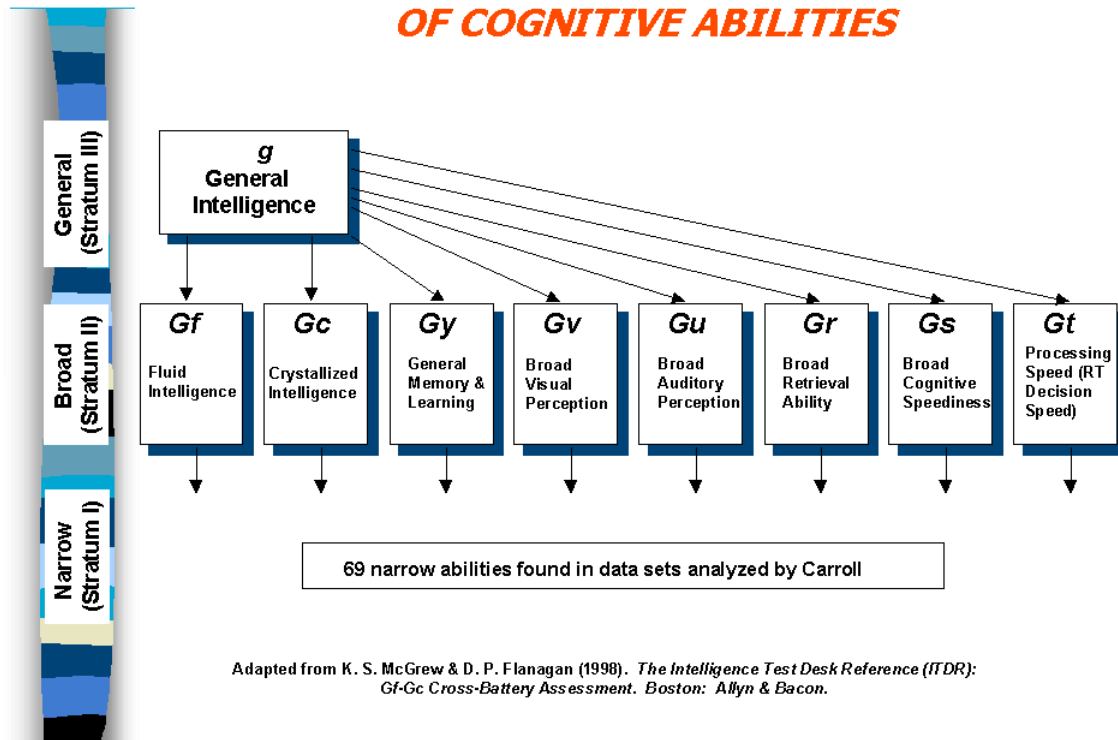 OF COGNITIVE ABILITIES
General
(Stratum III)
g
General
Intelligence
Broad
(Stratum II)
Gf
Fluid
Intelligence
Gc
Crystallized
Intelligence
Gy
General
Memory &
Learning
Gv
Broad
Visual
Perception
Gu
Broad
Auditory
Perception
Gr
Broad
Retrieval
Ability
Gs
Broad
Cognitive
Speediness
Gt
Processing
Speed (RT
Decision
Speed)
Narrow
(Stratum I)
69 narrow abilities found in data sets analyzed by Carroll
Adapted from K. S. McGrew & D. P. Flanagan (1998). The Intelligence Test Desk Reference (ITDR):
Gf-Gc Cross-Battery Assessment. Boston: Allyn & Bacon.